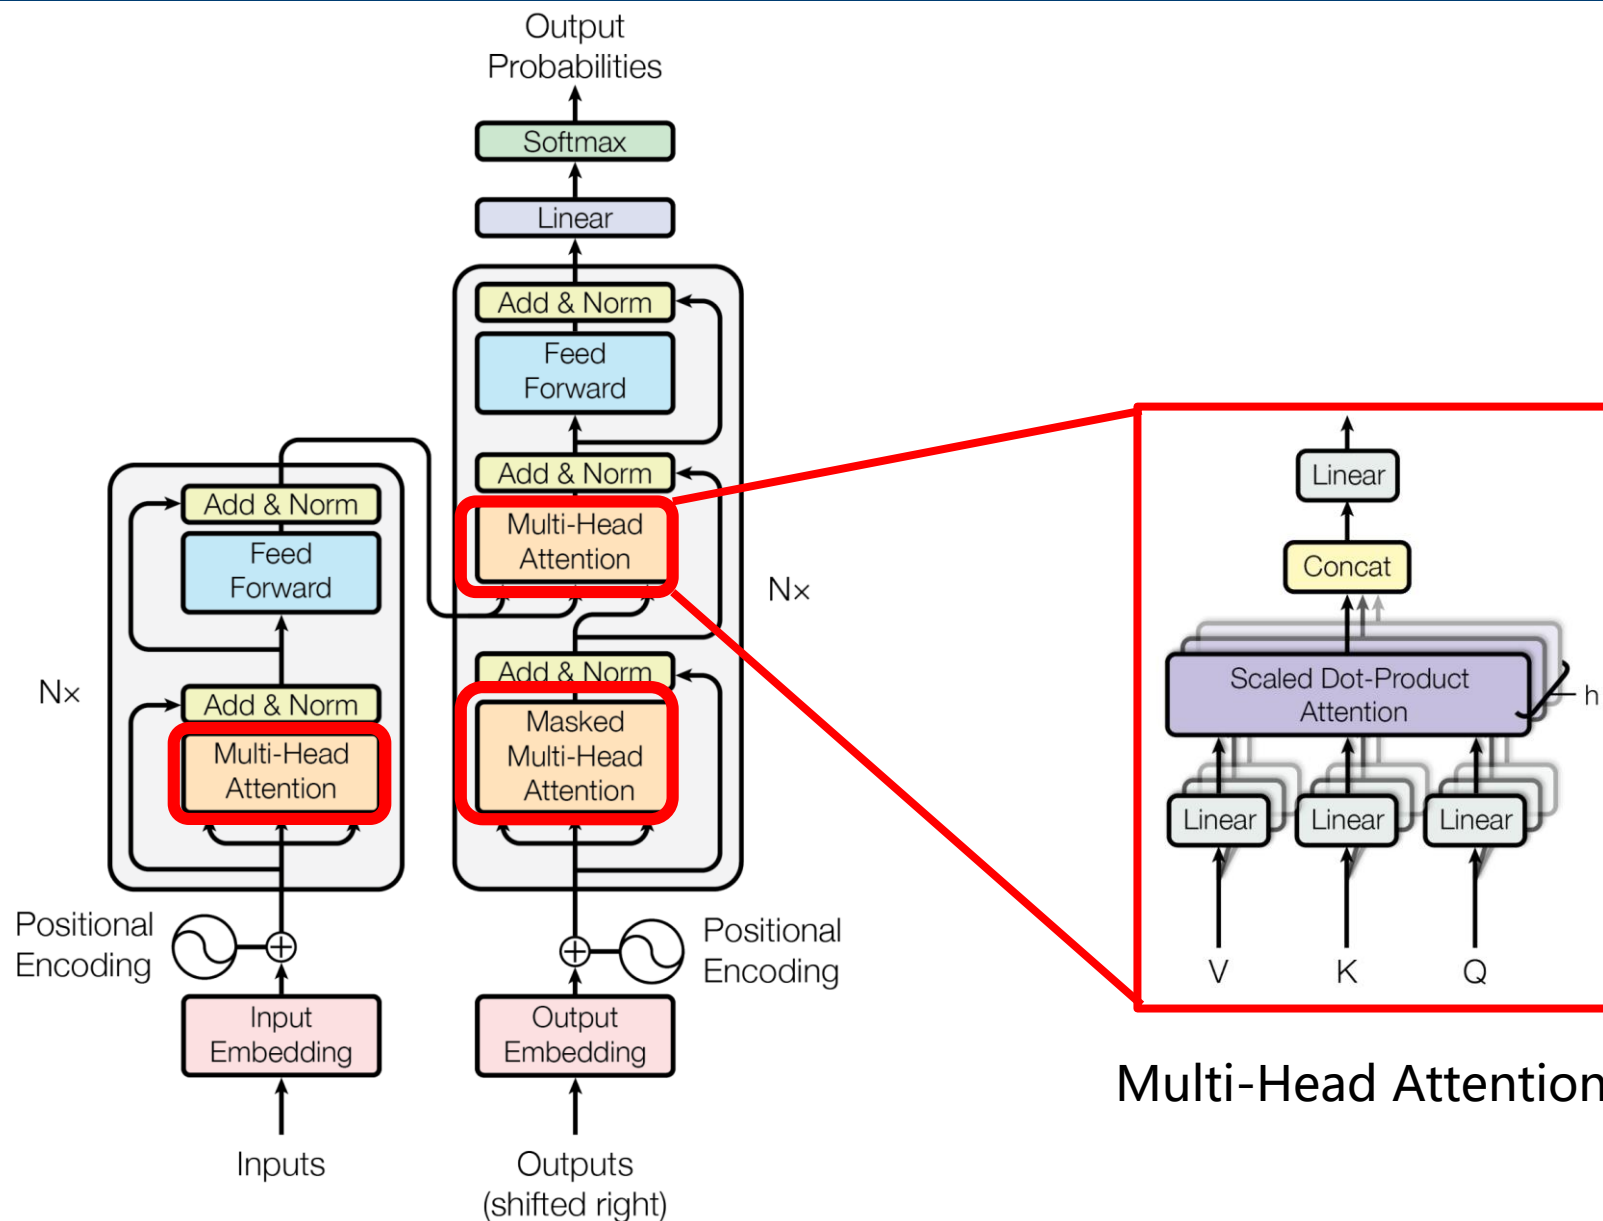 Output
Probabilities
Softmax
Linear
Add & Norm
Feed
Forward
Add & Norm
Multi-Head
Attention
Add & Norm
Masked
Multi-Head
Attention
Nx
Positional
Encoding
Output
Embedding
Outputs
(shifted right)
Add & Norm
Feed
Forward
Add & Norm
Multi-Head
Attention
Nx
Positional
Encoding
Input
Embedding
Inputs
Linear
Concat
Scaled Dot-Product
Attention
h
Linear
Linear
Linear
V
K
Q
Multi-Head Attention